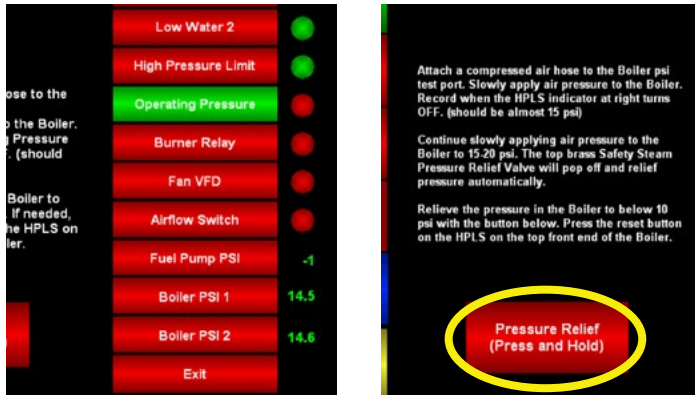 Low Water 2
High Pressure Limit
ose to the
Operating Pressure
o the Boiler.
g Pressure
Burner Relay
F. (should
Fan VFD
Boiler to
. If needed,
Airflow Switch
he HPLS on
ler.
Fuel Pump PSI
-1
Boiler PSI 1
14.5
Boiler PSI 2
14.6
)
Exit
Attach a compressed air hose to the Boiler psi
test port. Slowly apply air pressure to the Boiler.
Record when the HPLS indicator at right turns
OFF. (should be almost 15 psi)
Continue slowly applying air pressure to the
Boiler to 15-20 psi. The top brass Safety Steam
Pressure Relief Valve will pop off and relief
pressure automatically.
Relieve the pressure in the Boiler to below 10
psi with the button below. Press the reset button
on the HPLS on the top front end of the Boiler.
Pressure Relief
(Press and Hold)